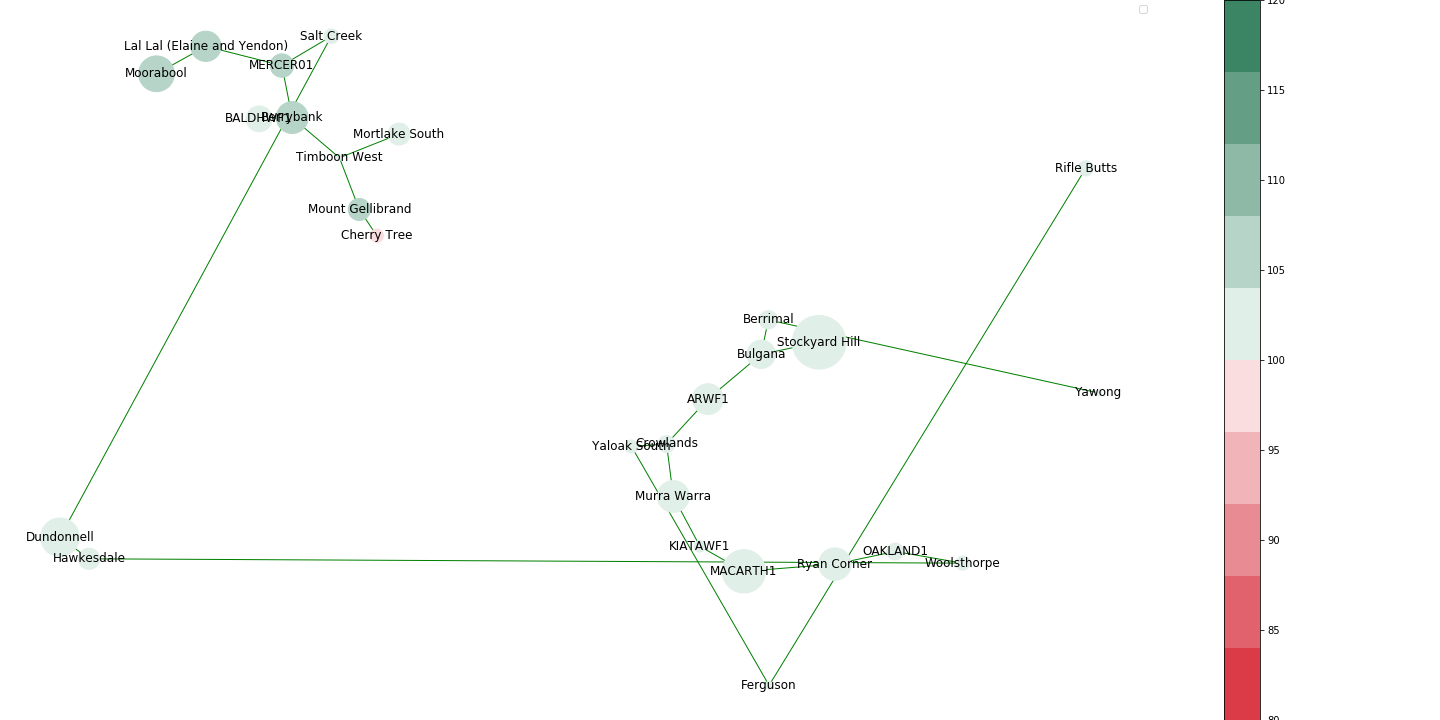 120
Salt Creek
Lal Lal (Elaine and Yendon)
MERCER01
Moorabool
115
BALDHWF1
Berrybank
Mortlake South
Timboon West
Rifle Butts
110
Mount Gellibrand
Cherry Tree
105
Berrimal
Stockyard Hill
Bulgana
100
Yawong
ARWF1
Crowlands
Yaloak South
95
Murra Warra
90
Dundonnell
KIATAWF1
OAKLAND1
Hawkesdale
MACARTH1
Ryan Corner
Woolsthorpe
85
Ferguson
80